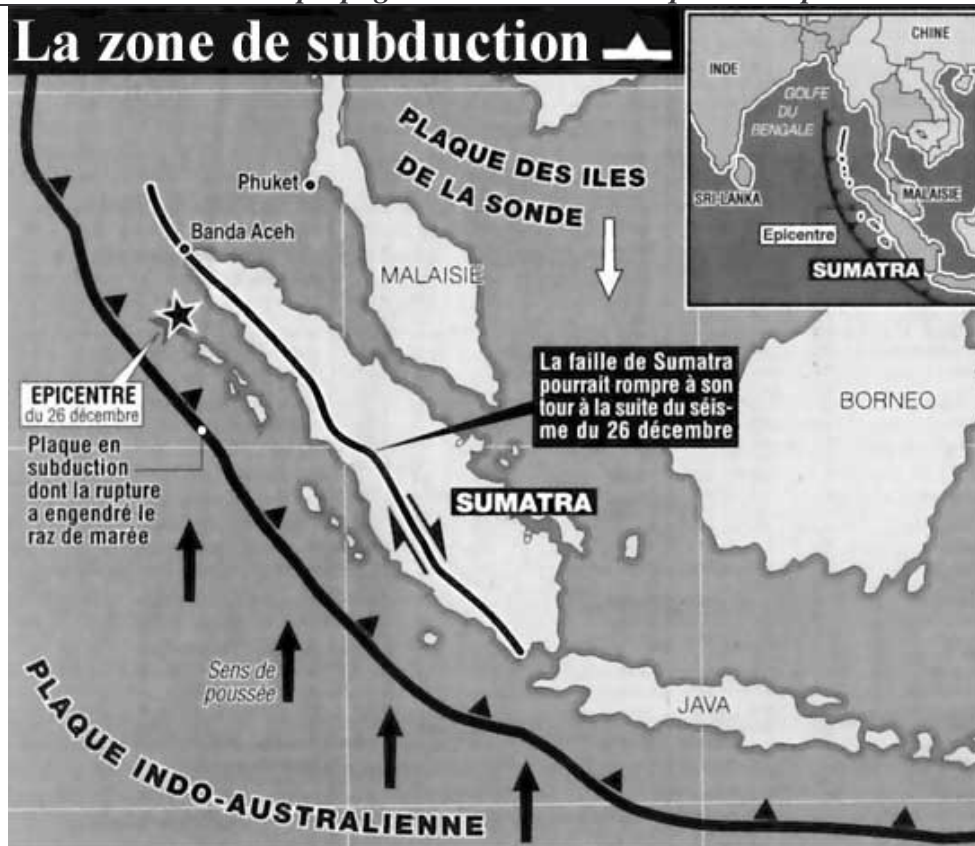 La zone de subduction
INDE
CHINE
GOLFE
DU
BENGALE
SRI-LANKA
MALAISIE
Epicentre
SUMATRA
PLAQUE DES ILES
DE LA SONDE
Phuket
Banda Aceh
MALAISIE
La faille de Sumatra
pourrait rompre à son
tour à la suite du séis-
me du 26 décembre
BORNEO
EPICENTRE
du 26 décembre
Plaque en
subduction
dont la rupture
a engendré le
raz de marée
SUMATRA
Sens de
poussée
JAVA
PLAQUE INDO-AUSTRALIENNE